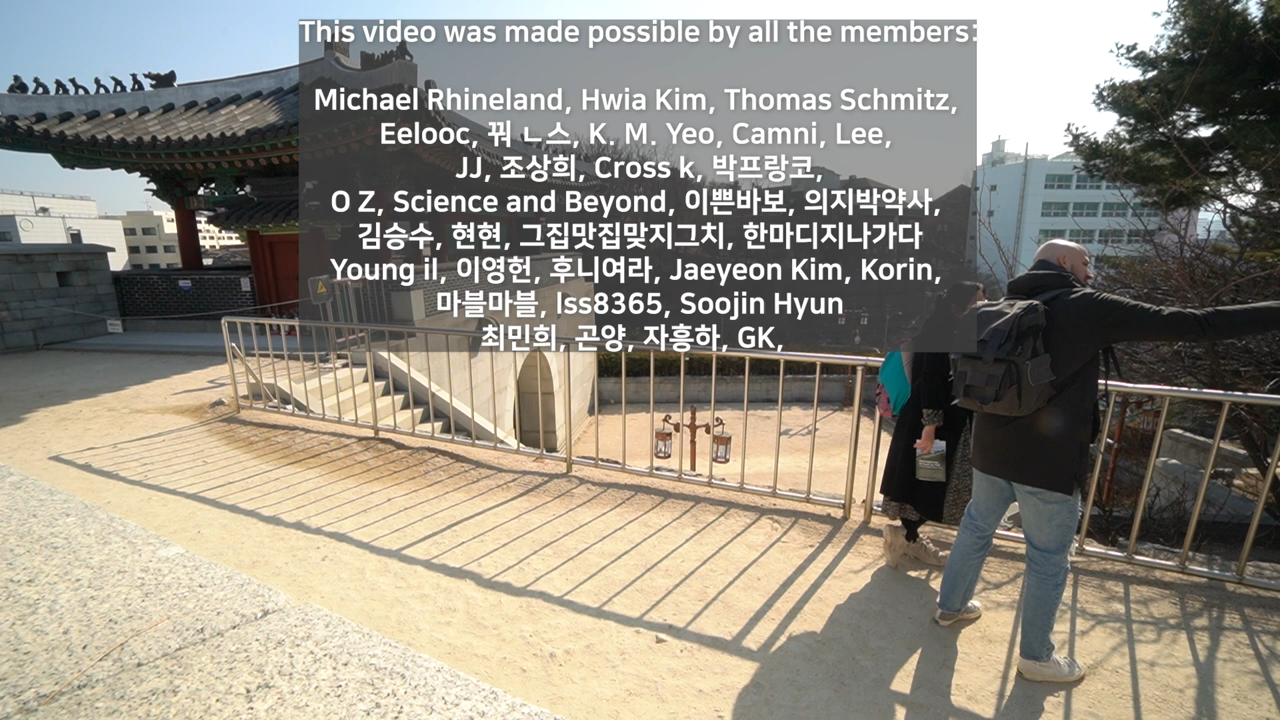 This video was made possible by all the members:
Michael Rhineland, Hwia Kim, Thomas Schmitz,
Eelooc, 꿔 ㄴ스, K. M. Yeo, Camni, Lee,
JJ, 조상희, Cross k, 박프랑코,
O Z, Science and Beyond, 이쁜바보, 의지박약사,
김승수, 현현, 그집맛집맞지그치, 한마디지나가다
Young il, 이영헌, 후니여라, Jaeyeon Kim, Korin,
마블마블, lss8365, Soojin Hyun
최민희, 곤양, 자흥하, GK,